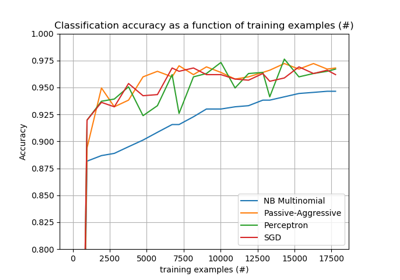 Classification accuracy as a function of training examples (#)
1.000
0.975
0.950
0.925
0.900
0.875
0.850
0.825
0.800
Accuracy
NB Multinomial
Passive-Aggressive
Perceptron
SGD
0 2500 5000 7500 10000 12500 15000 17500
training examples (#)